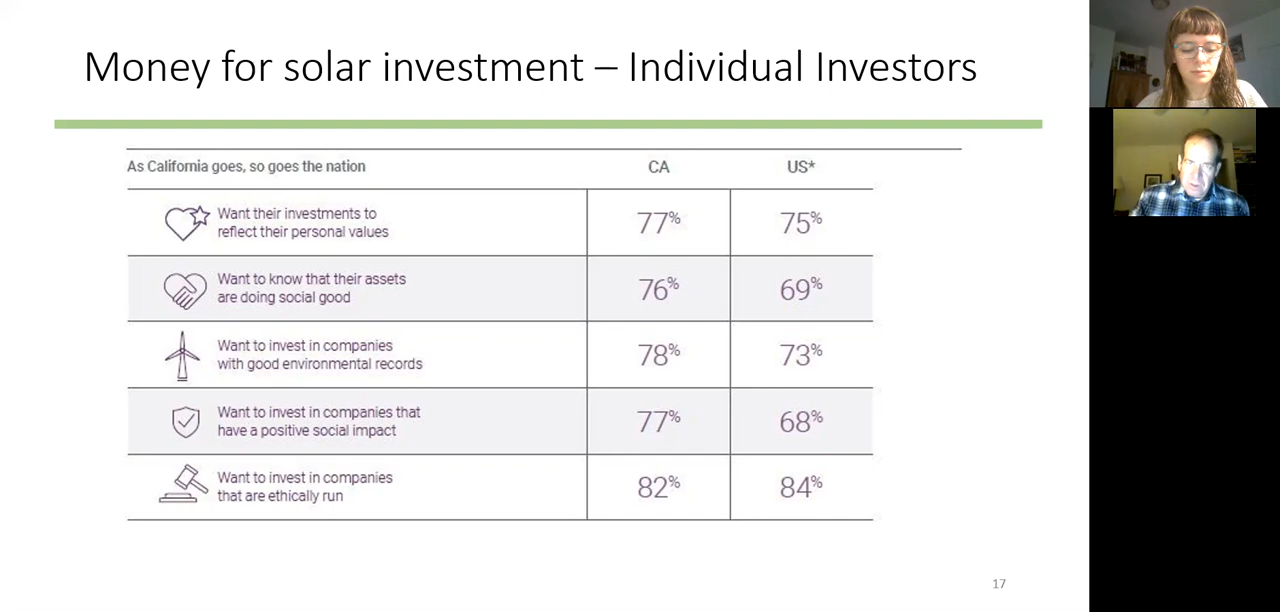 Money for solar investment – Individual Investors
As California goes, so goes the nation CA US*
Want their investments to
reflect their personal values
77% 75%
Want to know that their assets
are doing social good
76% 69%
Want to invest in companies
with good environmental records
78% 73%
Want to invest in companies that
have a positive social impact
77% 68%
Want to invest in companies
that are ethically run
82% 84%
17